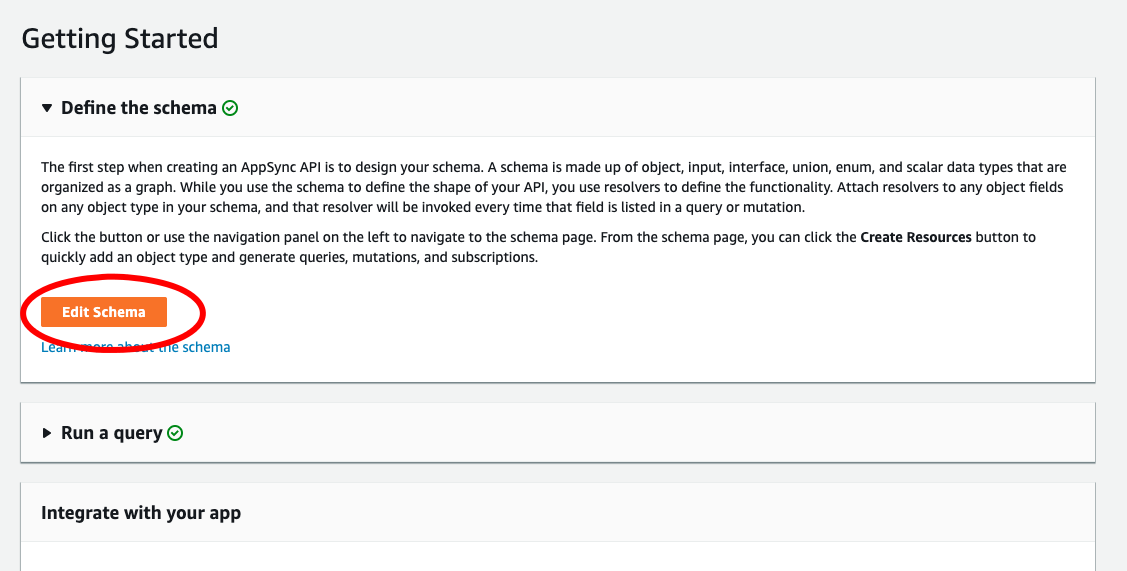 Getting Started
Define the schema
The first step when creating an AppSync API is to design your schema. A schema is made up of object, input, interface, union, enum, and scalar data types that are
organized as a graph. While you use the schema to define the shape of your API, you use resolvers to define the functionality. Attach resolvers to any object fields
on any object type in your schema, and that resolver will be invoked every time that field is listed in a query or mutation.
Click the button or use the navigation panel on the left to navigate to the schema page. From the schema page, you can click the Create Resources button to
quickly add an object type and generate queries, mutations, and subscriptions.
Edit Schema
Learn more about the schema
Run a query
Integrate with your app